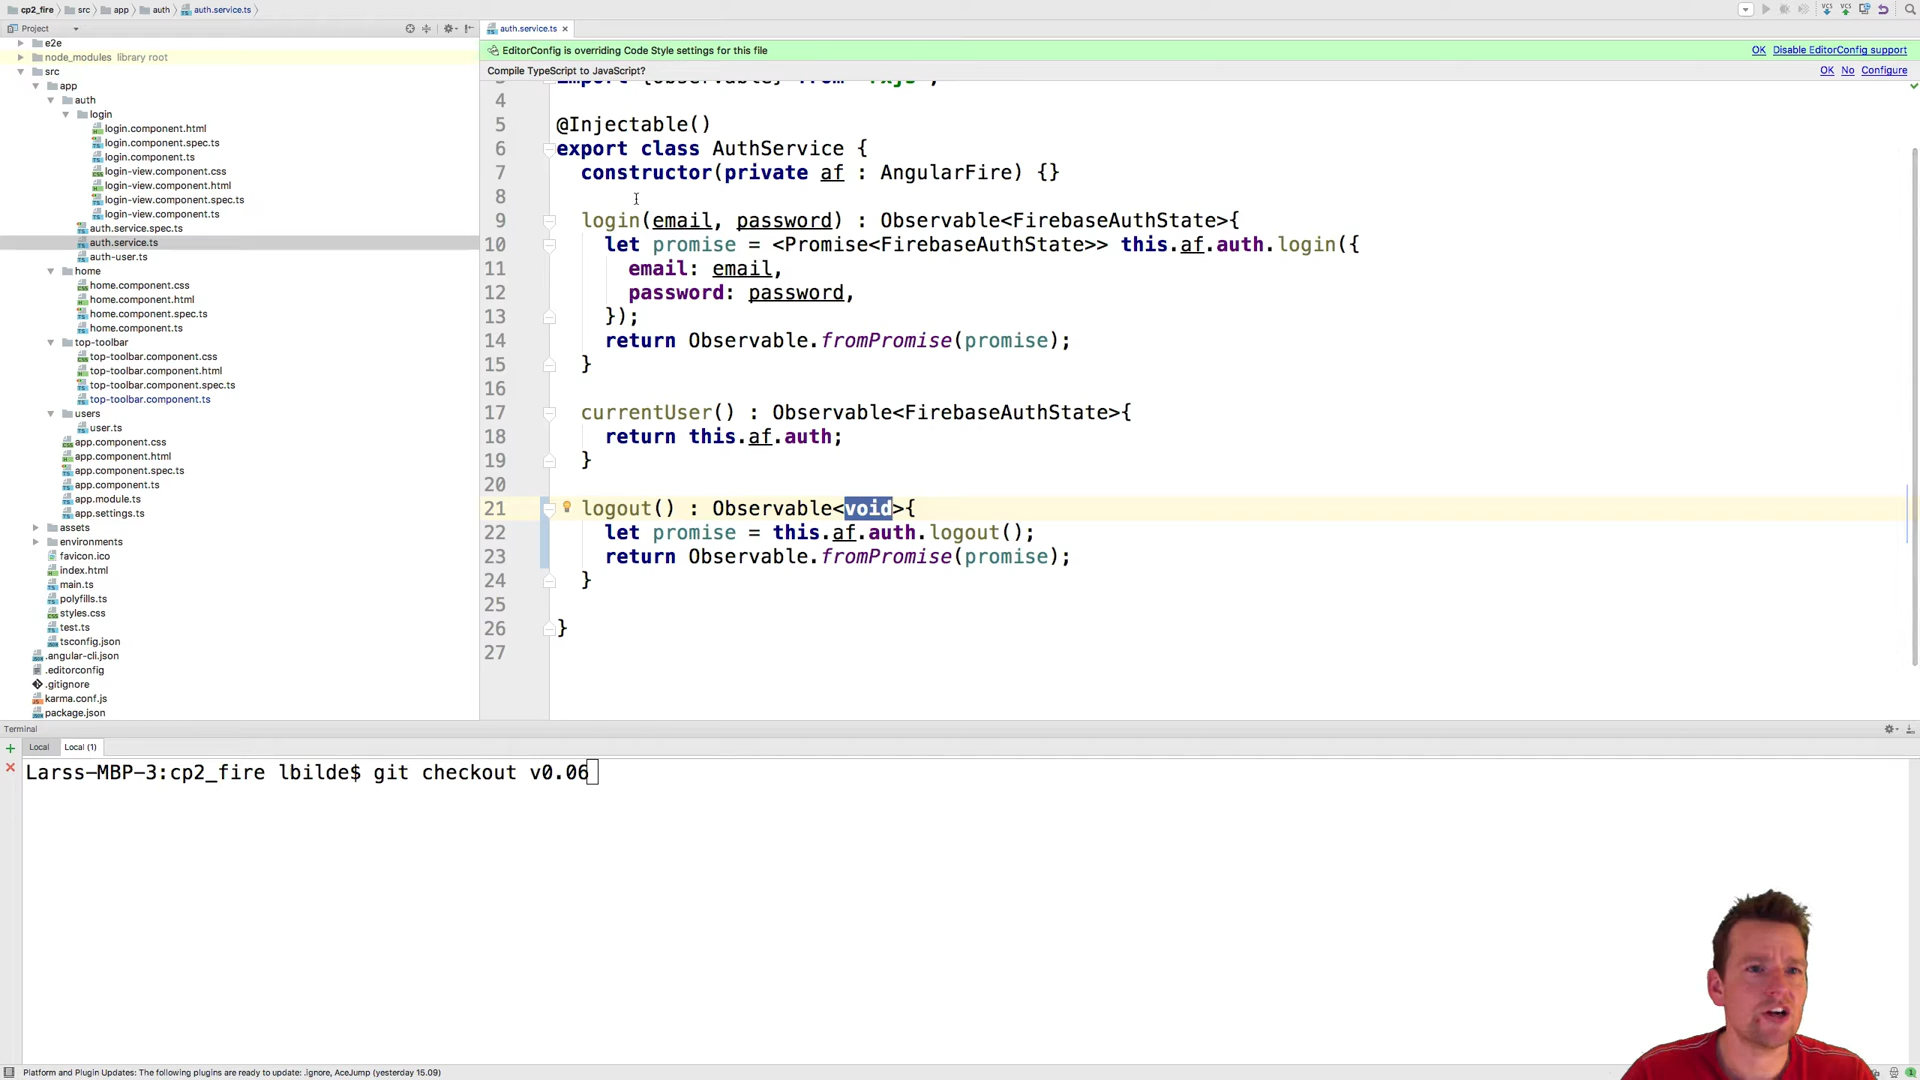 cp2_fire src app auth auth.service.ts
Project
auth.service.ts
e2e
node_modules library root
src
app
auth
login
login.component.html
login.component.spec.ts
login.component.ts
login-view.component.css
login-view.component.html
login-view.component.spec.ts
login-view.component.ts
auth.service.spec.ts
auth.service.ts
auth-user.ts
home
home.component.css
home.component.html
home.component.spec.ts
home.component.ts
top-toolbar
top-toolbar.component.css
top-toolbar.component.html
top-toolbar.component.spec.ts
top-toolbar.component.ts
users
user.ts
app.component.css
app.component.html
app.component.spec.ts
app.component.ts
app.module.ts
app.settings.ts
assets
environments
favicon.ico
index.html
main.ts
polyfills.ts
styles.css
test.ts
tsconfig.json
.angular-cli.json
.editorconfig
.gitignore
karma.conf.js
package.json
EditorConfig is overriding Code Style settings for this file OK Disable EditorConfig support
Compile TypeScript to JavaScript? OK No Configure
4
5 @Injectable()
6 export class AuthService {
7 constructor(private af : AngularFire) {}
8
9 login(email, password) : Observable<FirebaseAuthState>{
10 let promise = <Promise<FirebaseAuthState>> this.af.auth.login({
11 email: email,
12 password: password,
13 });
14 return Observable.fromPromise(promise);
15 }
16
17 currentUser() : Observable<FirebaseAuthState>{
18 return this.af.auth;
19 }
20
21 logout() : Observable<void>{
22 let promise = this.af.auth.logout();
23 return Observable.fromPromise(promise);
24 }
25
26 }
27
Terminal
Local Local (1)
Larss-MBP-3:cp2_fire lbilde$ git checkout v0.06
Platform and Plugin Updates: The following plugins are ready to update: .ignore, AceJump (yesterday 15.09)